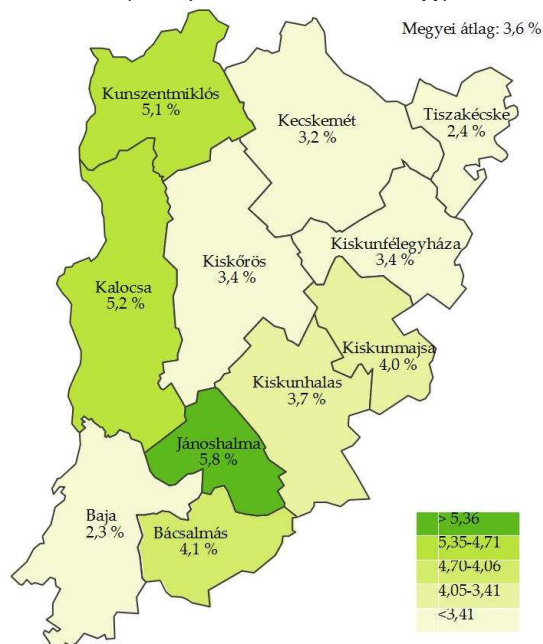 Megyei átlag: 3,6 %
Kunszentmiklós
5,1 %
Kecskemét
3,2 %
Tiszakécske
2,4 %
Kiskunfélegyháza
3,4 %
Kiskőrös
3,4 %
Kalocsa
5,2 %
Kiskunmajsa
4,0 %
Kiskunhalas
3,7 %
Jánoshalma
5,8 %
Baja
2,3 %
Bácsalmás
4,1 %
> 5,36
5,35-4,71
4,70-4,06
4,05-3,41
<3,41